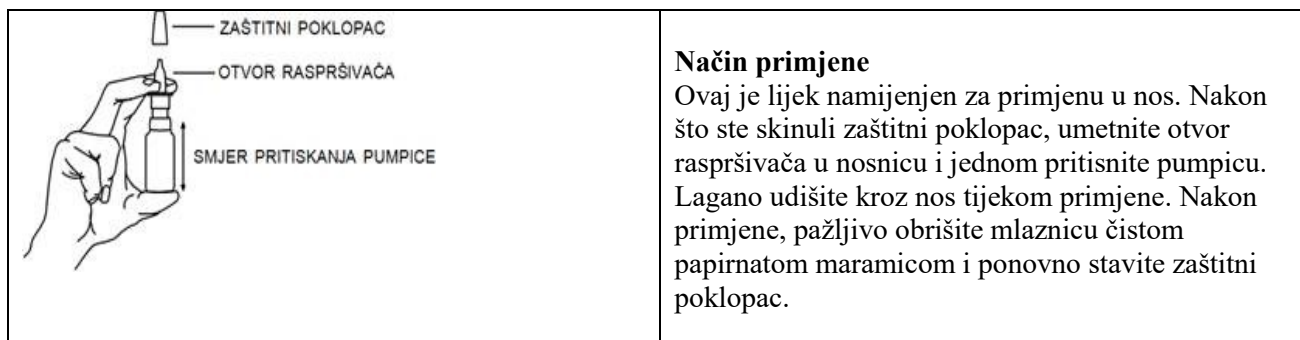 ZAŠTITNI POKLOPAC
OTVOR RASPRŠIVAČA
SMJER PRITISKANJA PUMPICE
Način primjene
Ovaj je lijek namijenjen za primjenu u nos. Nakon
što ste skinuli zaštitni poklopac, umetnite otvor
raspršivača u nosnicu i jednom pritisnite pumpicu.
Lagano udišite kroz nos tijekom primjene. Nakon
primjene, pažljivo obrišite mlaznicu čistom
papirnatom maramicom i ponovno stavite zaštitni
poklopac.